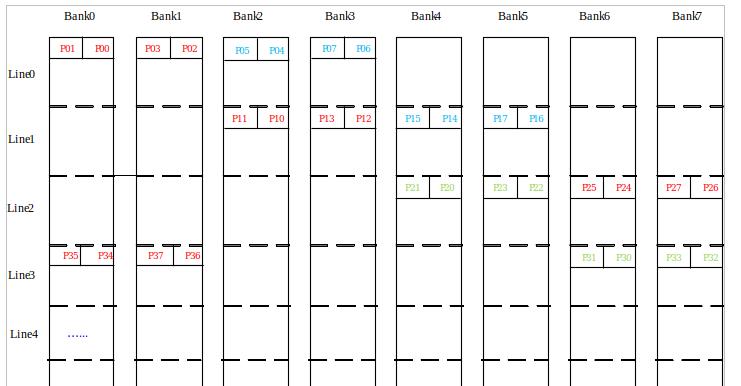 Bank0 Bank1 Bank2 Bank3 Bank4 Bank5 Bank6 Bank7
P01 P00 P03 P02 P05 P04 P07 P06
Line0
P11 P10 P13 P12 P15 P14 P17 P16
Line1
P21 P20 P23 P22 P25 P24 P27 P26
Line2
P35 P34 P37 P36 P31 P30 P33 P32
Line3
Line4 ......